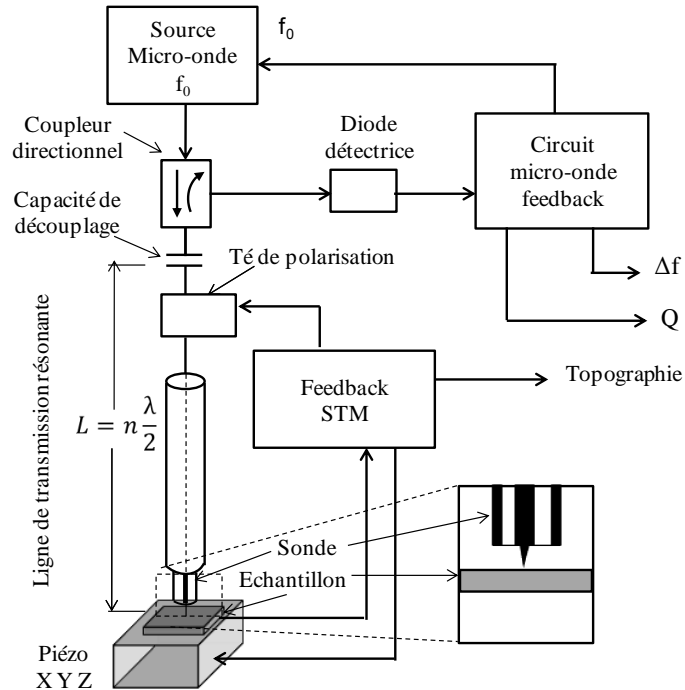 Source
Micro-onde
f₀
f₀
Coupleur
directionnel
Diode
détectrice
Circuit
micro-onde
feedback
Capacité de
découplage
Té de polarisation
Δf
Q
Ligne de transmission résonante
L = n λ/2
Feedback
STM
Topographie
Sonde
Echantillon
Piézo
X Y Z